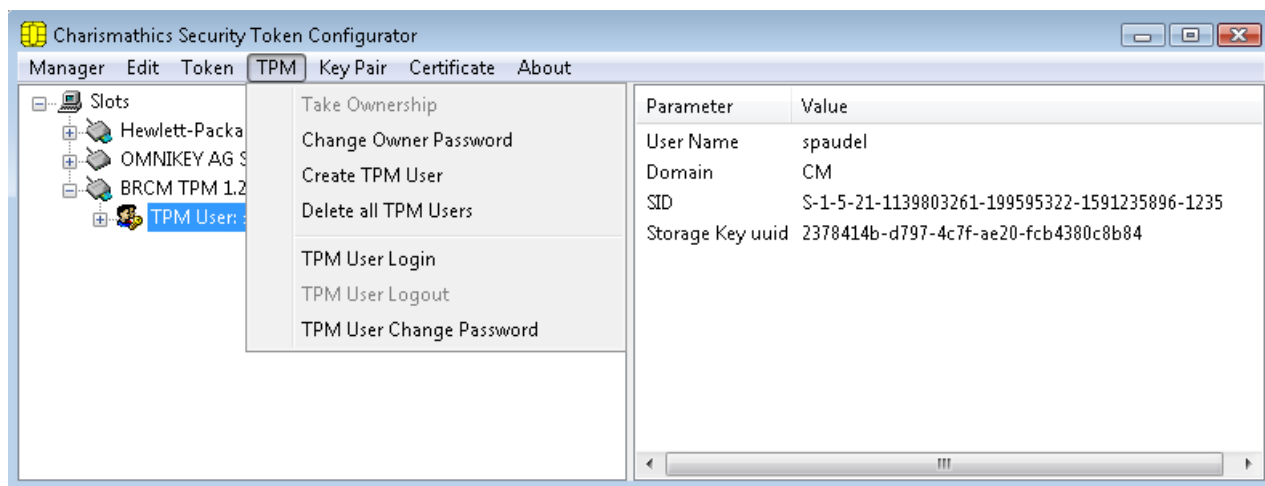 Charismathics Security Token Configurator
Manager Edit Token TPM Key Pair Certificate About
Slots
Hewlett-Packa
OMNIKEY AG S
BRCM TPM 1.2
TPM User:
Take Ownership
Change Owner Password
Create TPM User
Delete all TPM Users
TPM User Login
TPM User Logout
TPM User Change Password
Parameter Value
User Name spaudel
Domain CM
SID S-1-5-21-1139803261-199595322-1591235896-1235
Storage Key uuid 2378414b-d797-4c7f-ae20-fcb4380c8b84